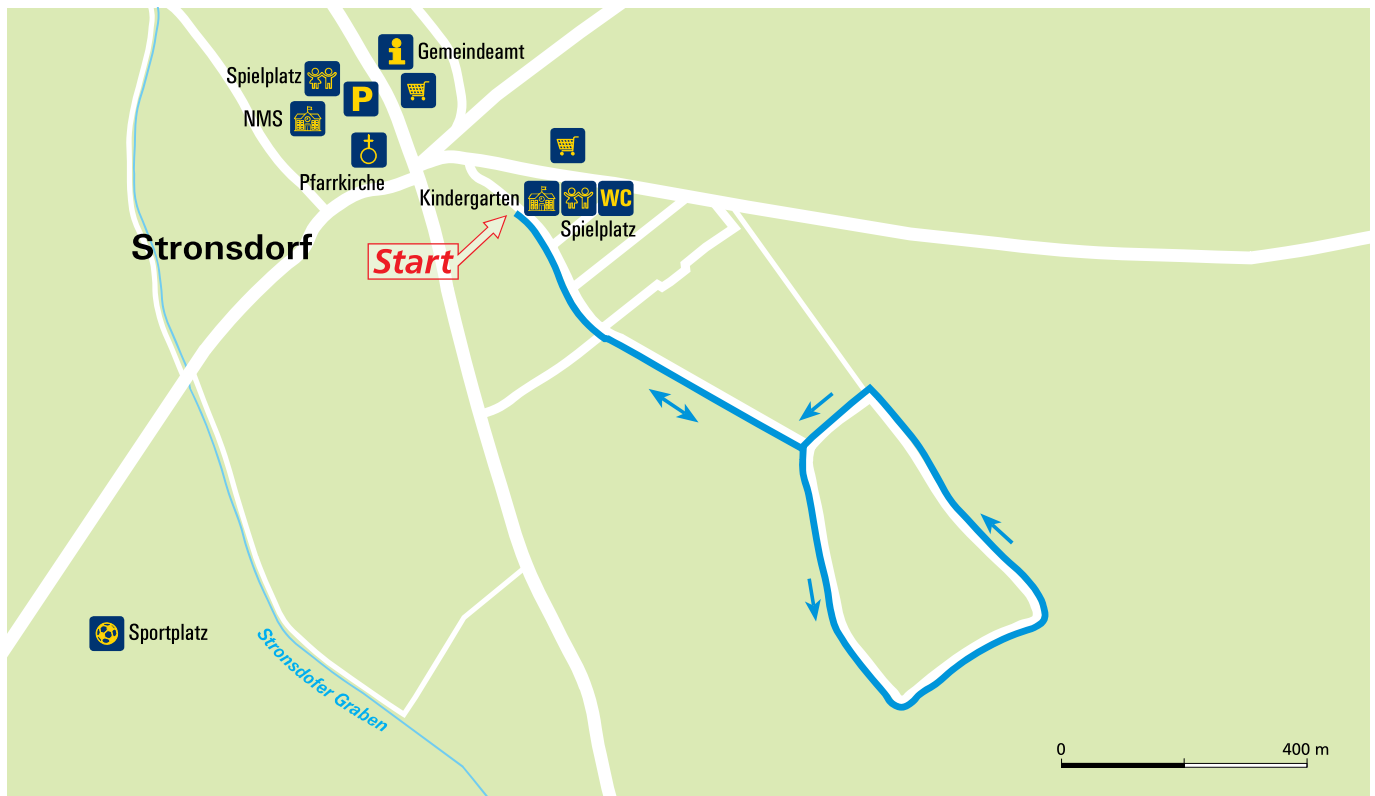 Gemeindeamt
Spielplatz
P
NMS
Pfarrkirche
Kindergarten
WC
Spielplatz
Stronsdorf
Start
Sportplatz
Stronsdofer Graben
0
400 m